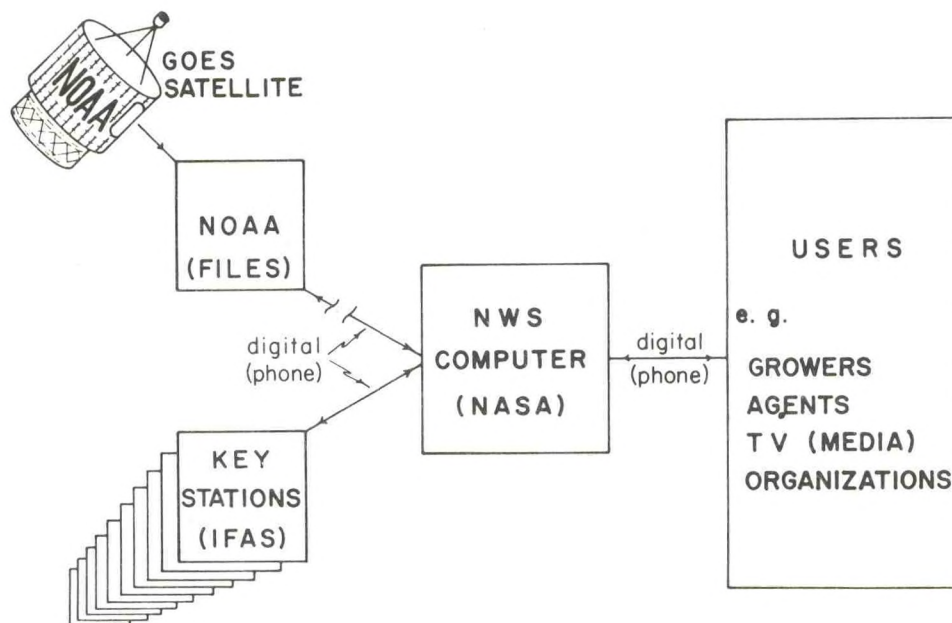 GOES
SATELLITE
NOAA
NOAA
(FILES)
digital
(phone)
KEY
STATIONS
(IFAS)
NWS
COMPUTER
(NASA)
digital
(phone)
USERS
e. g.
GROWERS
AGENTS
TV (MEDIA)
ORGANIZATIONS